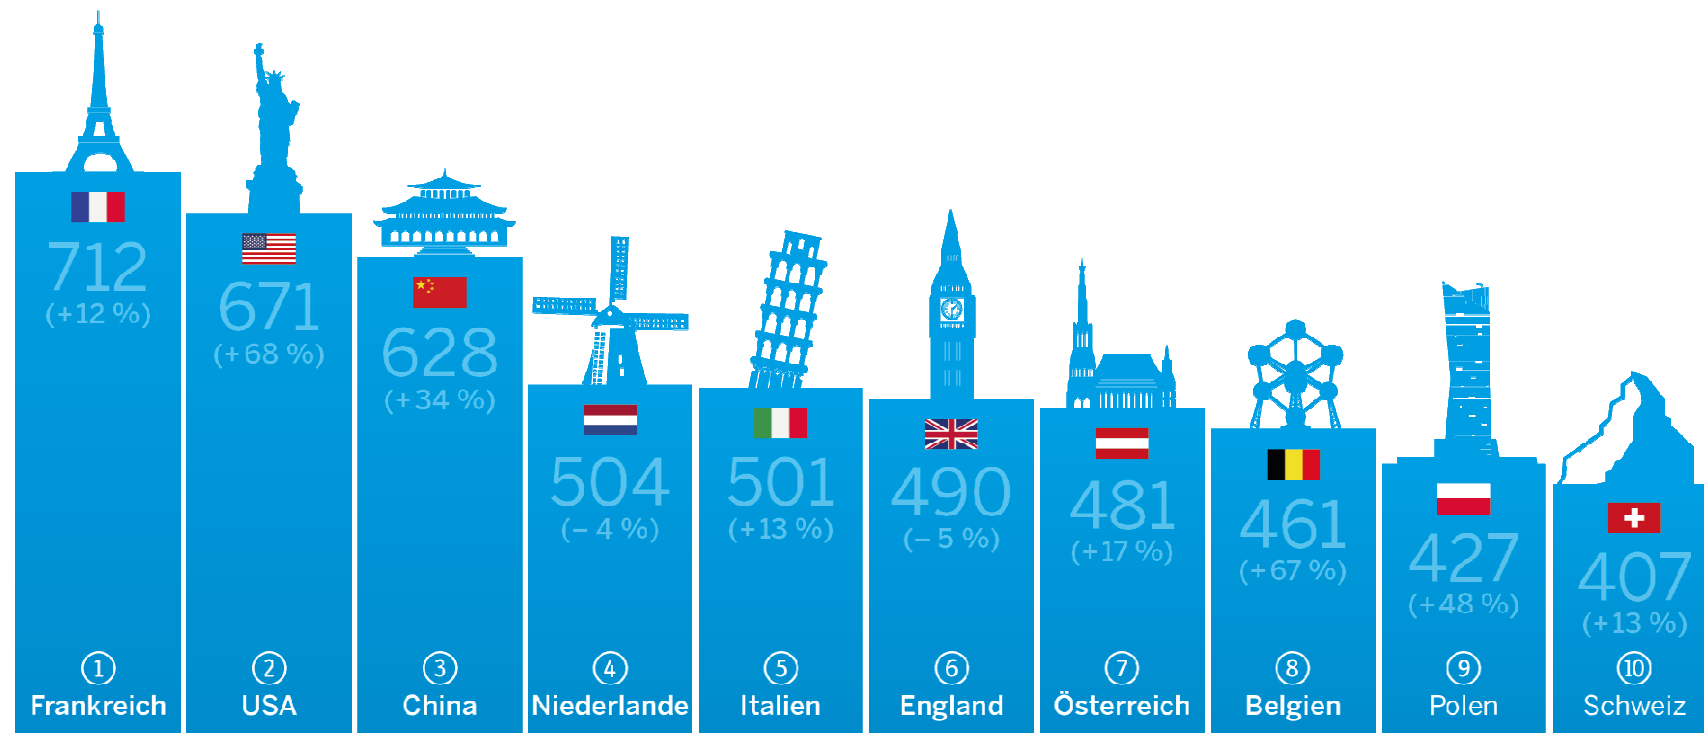 712
(+12 %)
1
Frankreich
671
(+68 %)
2
USA
628
(+34 %)
3
China
504
(– 4 %)
4
Niederlande
501
(+13 %)
5
Italien
490
(– 5 %)
6
England
481
(+17 %)
7
Österreich
461
(+67 %)
8
Belgien
427
(+48 %)
9
Polen
407
(+13 %)
10
Schweiz